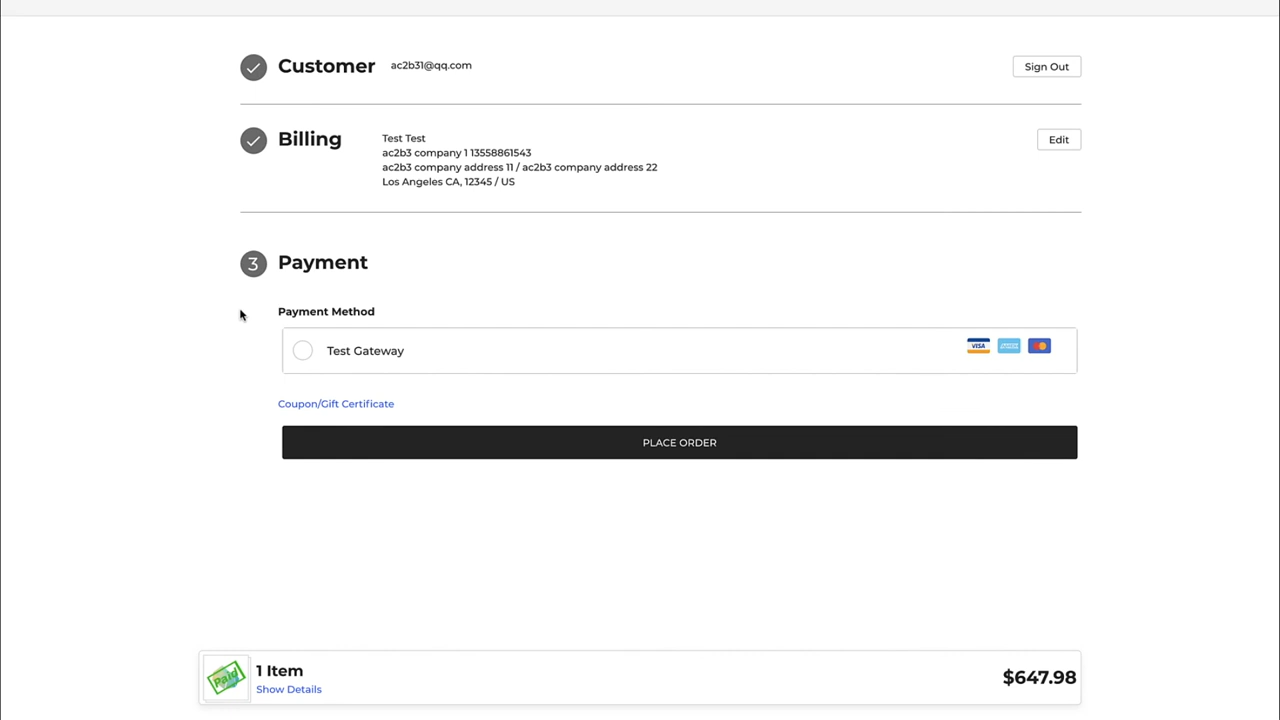 Customer
ac2b31@qq.com
Sign Out
Billing
Test Test
ac2b3 company 1 13558861543
ac2b3 company address 11 / ac2b3 company address 22
Los Angeles CA, 12345 / US
Edit
3
Payment
Payment Method
Test Gateway
VISA
Coupon/Gift Certificate
PLACE ORDER
Paid
1 Item
Show Details
$647.98